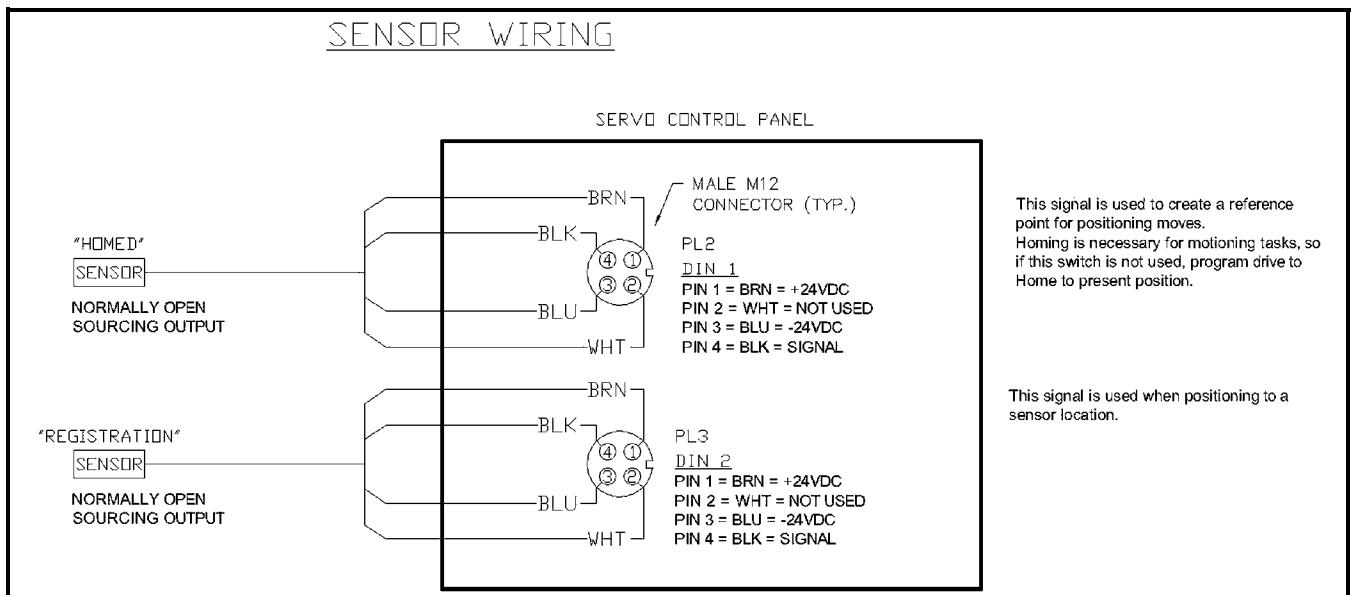 SENSOR WIRING
SERVO CONTROL PANEL
"HOMED"
SENSOR
NORMALLY OPEN
SOURCING OUTPUT
BRN
BLK
BLU
WHT
4 1
3 2
MALE M12
CONNECTOR (TYP.)
PL2
DIN 1
PIN 1 = BRN = +24VDC
PIN 2 = WHT = NOT USED
PIN 3 = BLU = -24VDC
PIN 4 = BLK = SIGNAL
This signal is used to create a reference
point for positioning moves.
Homing is necessary for motioning tasks, so
if this switch is not used, program drive to
Home to present position.
"REGISTRATION"
SENSOR
NORMALLY OPEN
SOURCING OUTPUT
BRN
BLK
BLU
WHT
4 1
3 2
PL3
DIN 2
PIN 1 = BRN = +24VDC
PIN 2 = WHT = NOT USED
PIN 3 = BLU = -24VDC
PIN 4 = BLK = SIGNAL
This signal is used when positioning to a
sensor location.